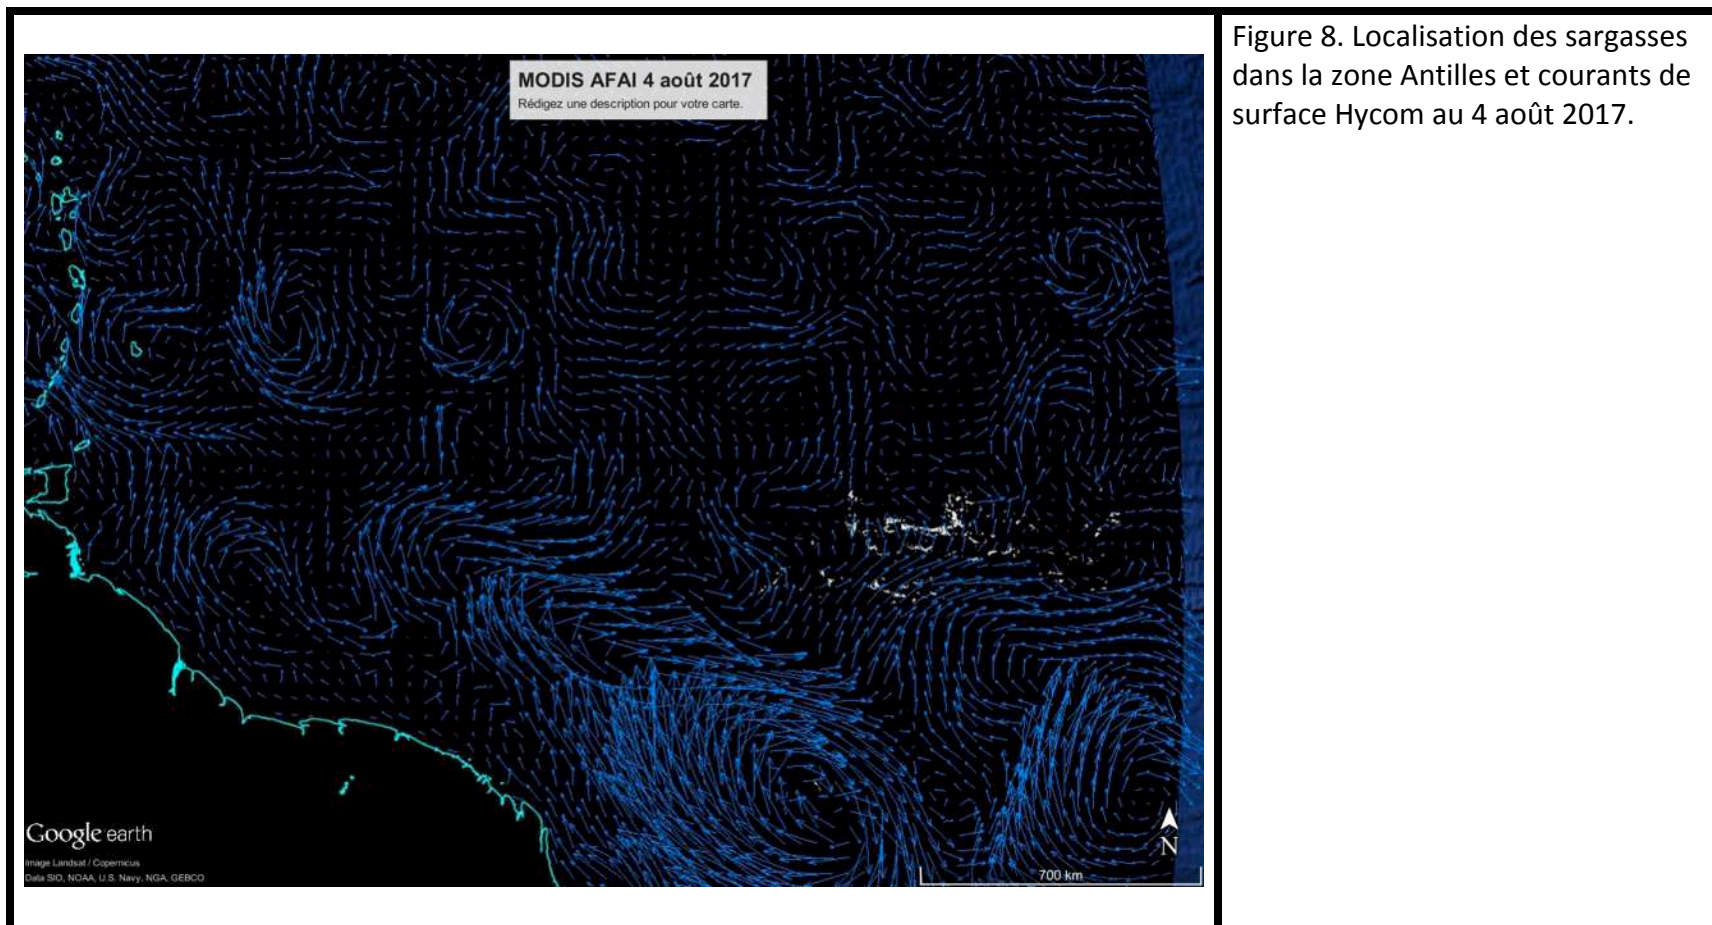 MODIS AFAI 4 août 2017
Rédigez une description pour votre carte.
Google earth
Image Landsat / Copernicus
Data SIO, NOAA, U.S. Navy, NGA, GEBCO
N
700 km
Figure 8. Localisation des sargasses
dans la zone Antilles et courants de
surface Hycom au 4 août 2017.